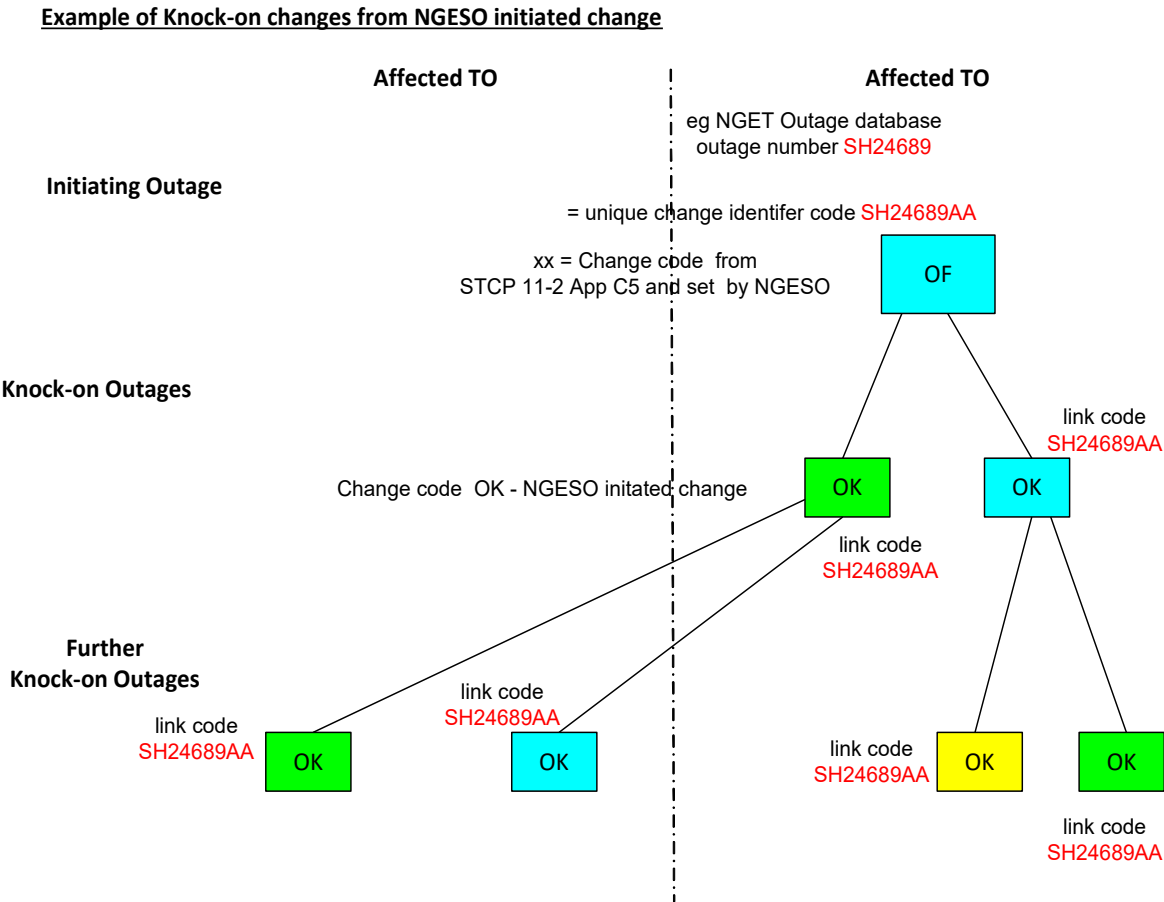 Example of Knock-on changes from NGESO initiated change
Affected TO
Affected TO
eg NGET Outage database
outage number SH24689
Initiating Outage
= unique change identifer code SH24689AA
xx = Change code from
STCP 11-2 App C5 and set by NGESO
OF
Knock-on Outages
link code
SH24689AA
Change code OK - NGESO initated change
OK
OK
link code
SH24689AA
Further
Knock-on Outages
link code
SH24689AA
OK
link code
SH24689AA
OK
link code
SH24689AA
OK
OK
link code
SH24689AA